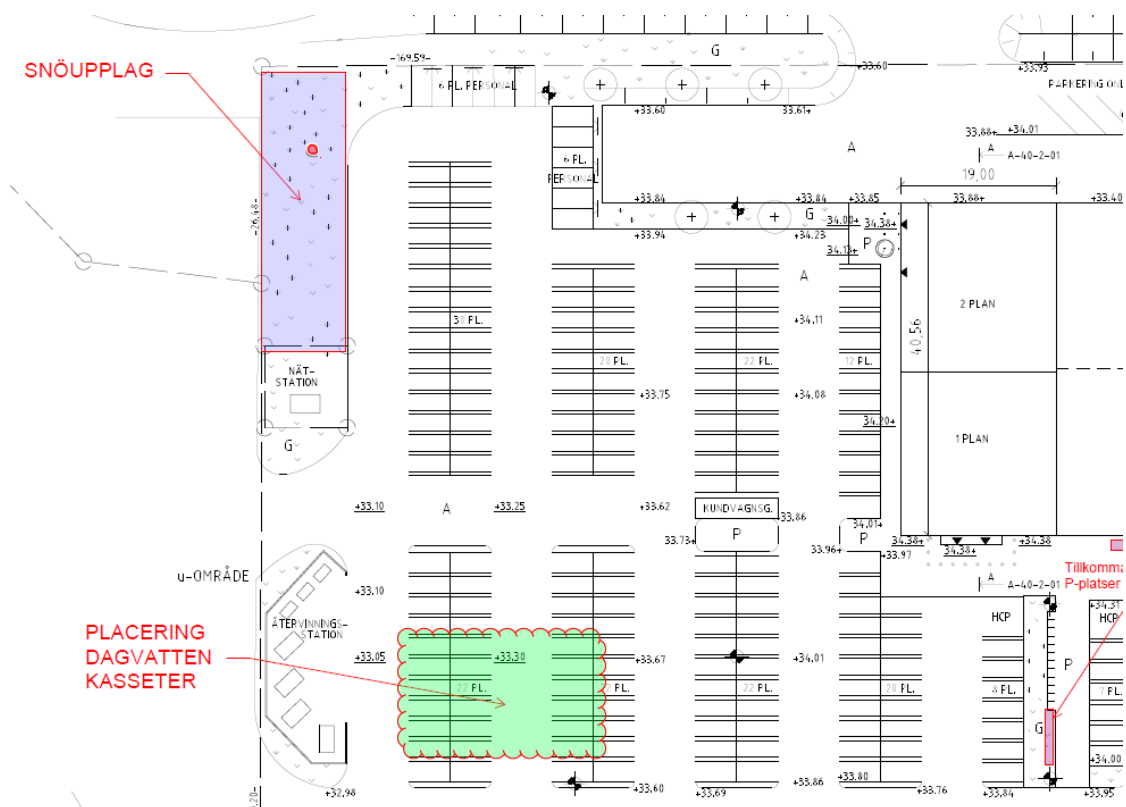 SNÖUPPLAG
-169.59-
G
+33.60
+33.93
6 PL. PERSONAL
PARKERING
+33.60
33.61+
33.88+
+34.01
A
A
A-40-2-01
6 PL.
PERSONAL
19,00
33.84
+33.84
+33.85
33.88+
+33.40
-26.48-
G
34.00+
34.38+
+33.94
+34.23
34.13+
P
A
2 PLAN
30 PL.
+34.11
40,56
20 PL.
22 PL.
12 PL.
NÄT-
STATION
+33.75
+34.08
34.20+
1 PLAN
G
+33.10
A
+33.25
+33.62
KUNDVAGNSG.
+33.86
34.01+
33.73+
P
P
34.38+
+34.38
+34.38
33.96+
+33.97
u-OMRÅDE
Tillkomma
P-platser
A
A-40-2-01
+33.10
+34.31
HCP
HCP
ÅTERVINNINGS-
STATION
PLACERING
DAGVATTEN
KASSETER
+33.05
+33.30
+33.67
+34.01
P
22 PL.
2 PL.
22 PL.
20 PL.
8 PL.
7 PL.
G
+34.00
+32.98
+33.60
+33.69
+33.86
+33.80
+33.76
+33.84
+33.95